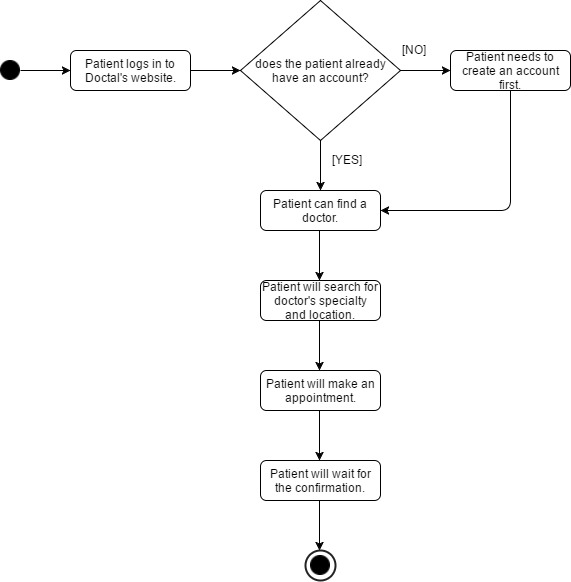 Patient logs in to
Doctal's website.
does the patient already
have an account?
[NO]
Patient needs to
create an account
first.
[YES]
Patient can find a
doctor.
Patient will search for
doctor's specialty
and location.
Patient will make an
appointment.
Patient will wait for
the confirmation.